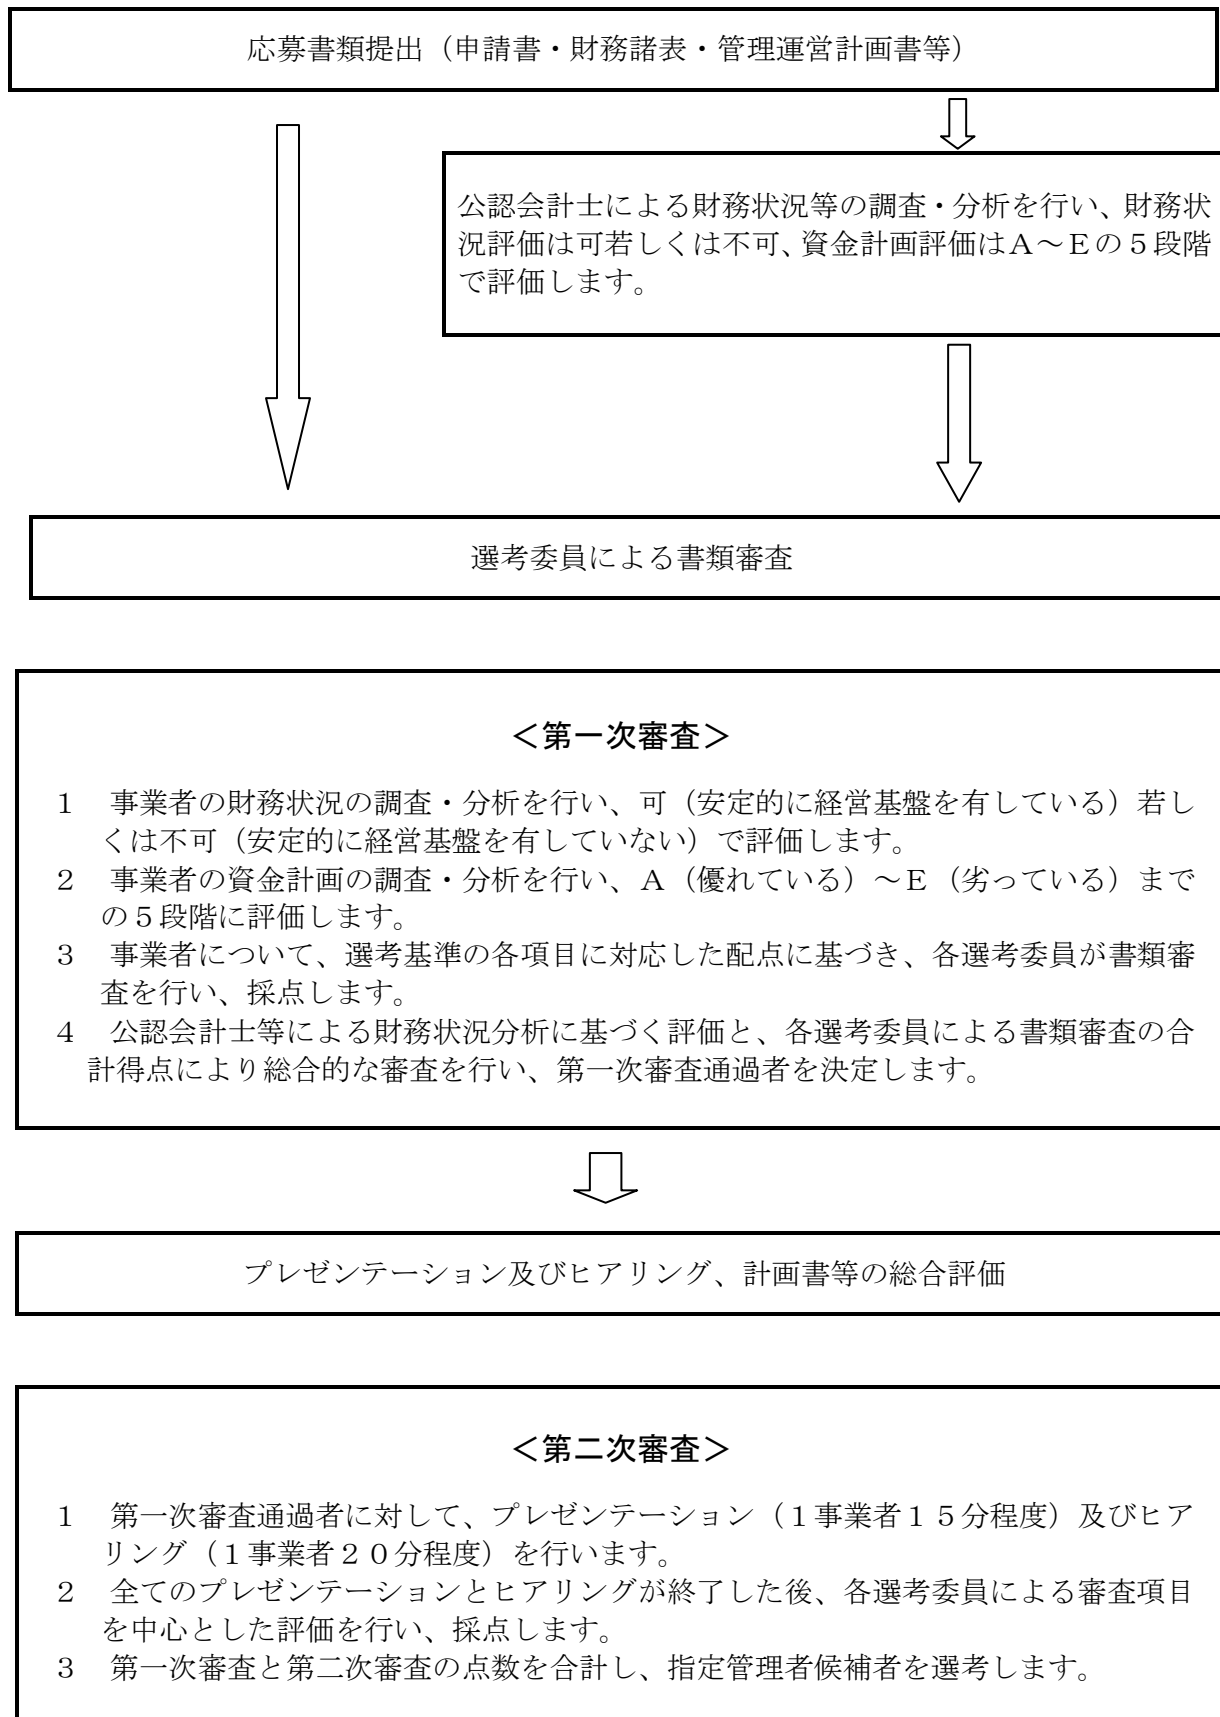 応募書類提出（申請書・財務諸表・管理運営計画書等）
公認会計士による財務状況等の調査・分析を行い、財務状
況評価は可若しくは不可、資金計画評価はＡ～Ｅの５段階
で評価します。
選考委員による書類審査
＜第一次審査＞
１　事業者の財務状況の調査・分析を行い、可（安定的に経営基盤を有している）若し
くは不可（安定的に経営基盤を有していない）で評価します。
２　事業者の資金計画の調査・分析を行い、Ａ（優れている）～Ｅ（劣っている）まで
の５段階に評価します。
３　事業者について、選考基準の各項目に対応した配点に基づき、各選考委員が書類審
査を行い、採点します。
４　公認会計士等による財務状況分析に基づく評価と、各選考委員による書類審査の合
計得点により総合的な審査を行い、第一次審査通過者を決定します。
プレゼンテーション及びヒアリング、計画書等の総合評価
＜第二次審査＞
１　第一次審査通過者に対して、プレゼンテーション（１事業者１５分程度）及びヒア
リング（１事業者２０分程度）を行います。
２　全てのプレゼンテーションとヒアリングが終了した後、各選考委員による審査項目
を中心とした評価を行い、採点します。
３　第一次審査と第二次審査の点数を合計し、指定管理者候補者を選考します。